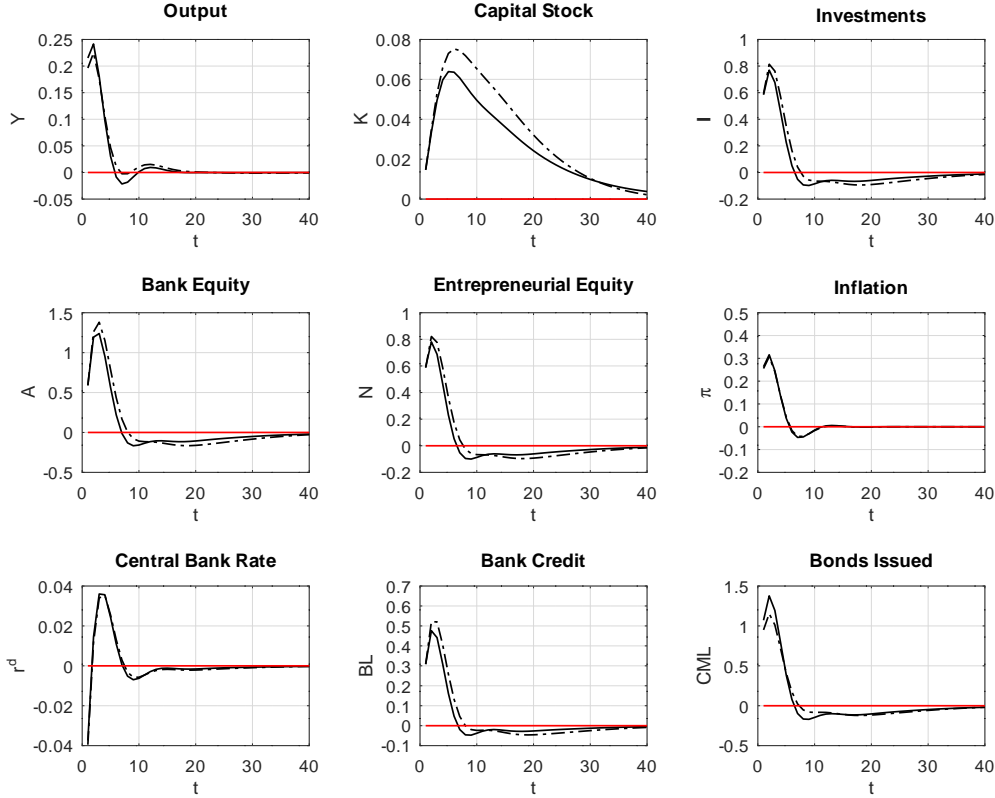 Output
Capital Stock
Investments
0.25
0.2
0.15
0.1
0.05
0
-0.05
Y
0 10 20 30 40
t
0.08
0.06
0.04
0.02
0
K
0 10 20 30 40
t
1
0.8
0.6
0.4
0.2
0
-0.2
I
0 10 20 30 40
t
Bank Equity
Entrepreneurial Equity
Inflation
1.5
1
0.5
0
-0.5
A
0 10 20 30 40
t
1
0.8
0.6
0.4
0.2
0
-0.2
N
0 10 20 30 40
t
0.5
0.4
0.3
0.2
0.1
0
-0.1
-0.2
π
0 10 20 30 40
t
Central Bank Rate
Bank Credit
Bonds Issued
0.04
0.02
0
-0.02
-0.04
r^d
0 10 20 30 40
t
0.7
0.6
0.5
0.4
0.3
0.2
0.1
0
-0.1
BL
0 10 20 30 40
t
1.5
1
0.5
0
-0.5
CML
0 10 20 30 40
t